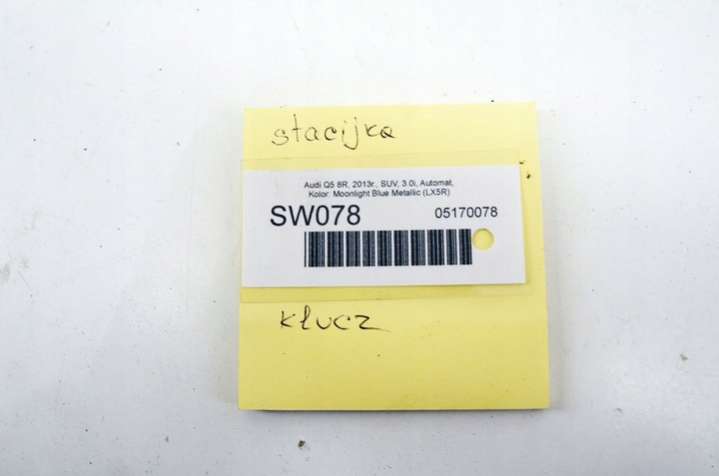 stacijka
Audi Q5 8R, 2013r., SUV, 3.0i, Automat,
Kolor: Moonlight Blue Metallic (LX5R)
SW078 05170078
klucz